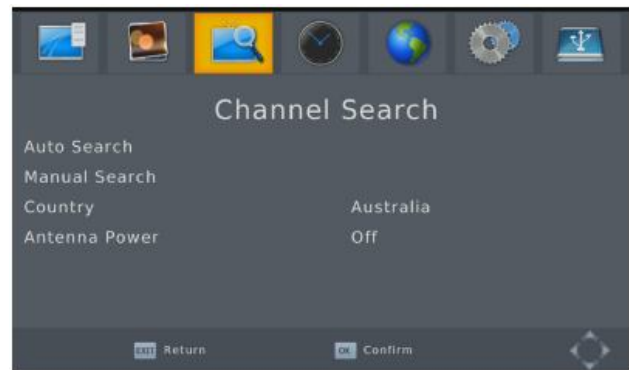 Channel Search
Auto Search
Manual Search
Country Australia
Antenna Power Off
EXIT Return OK Confirm